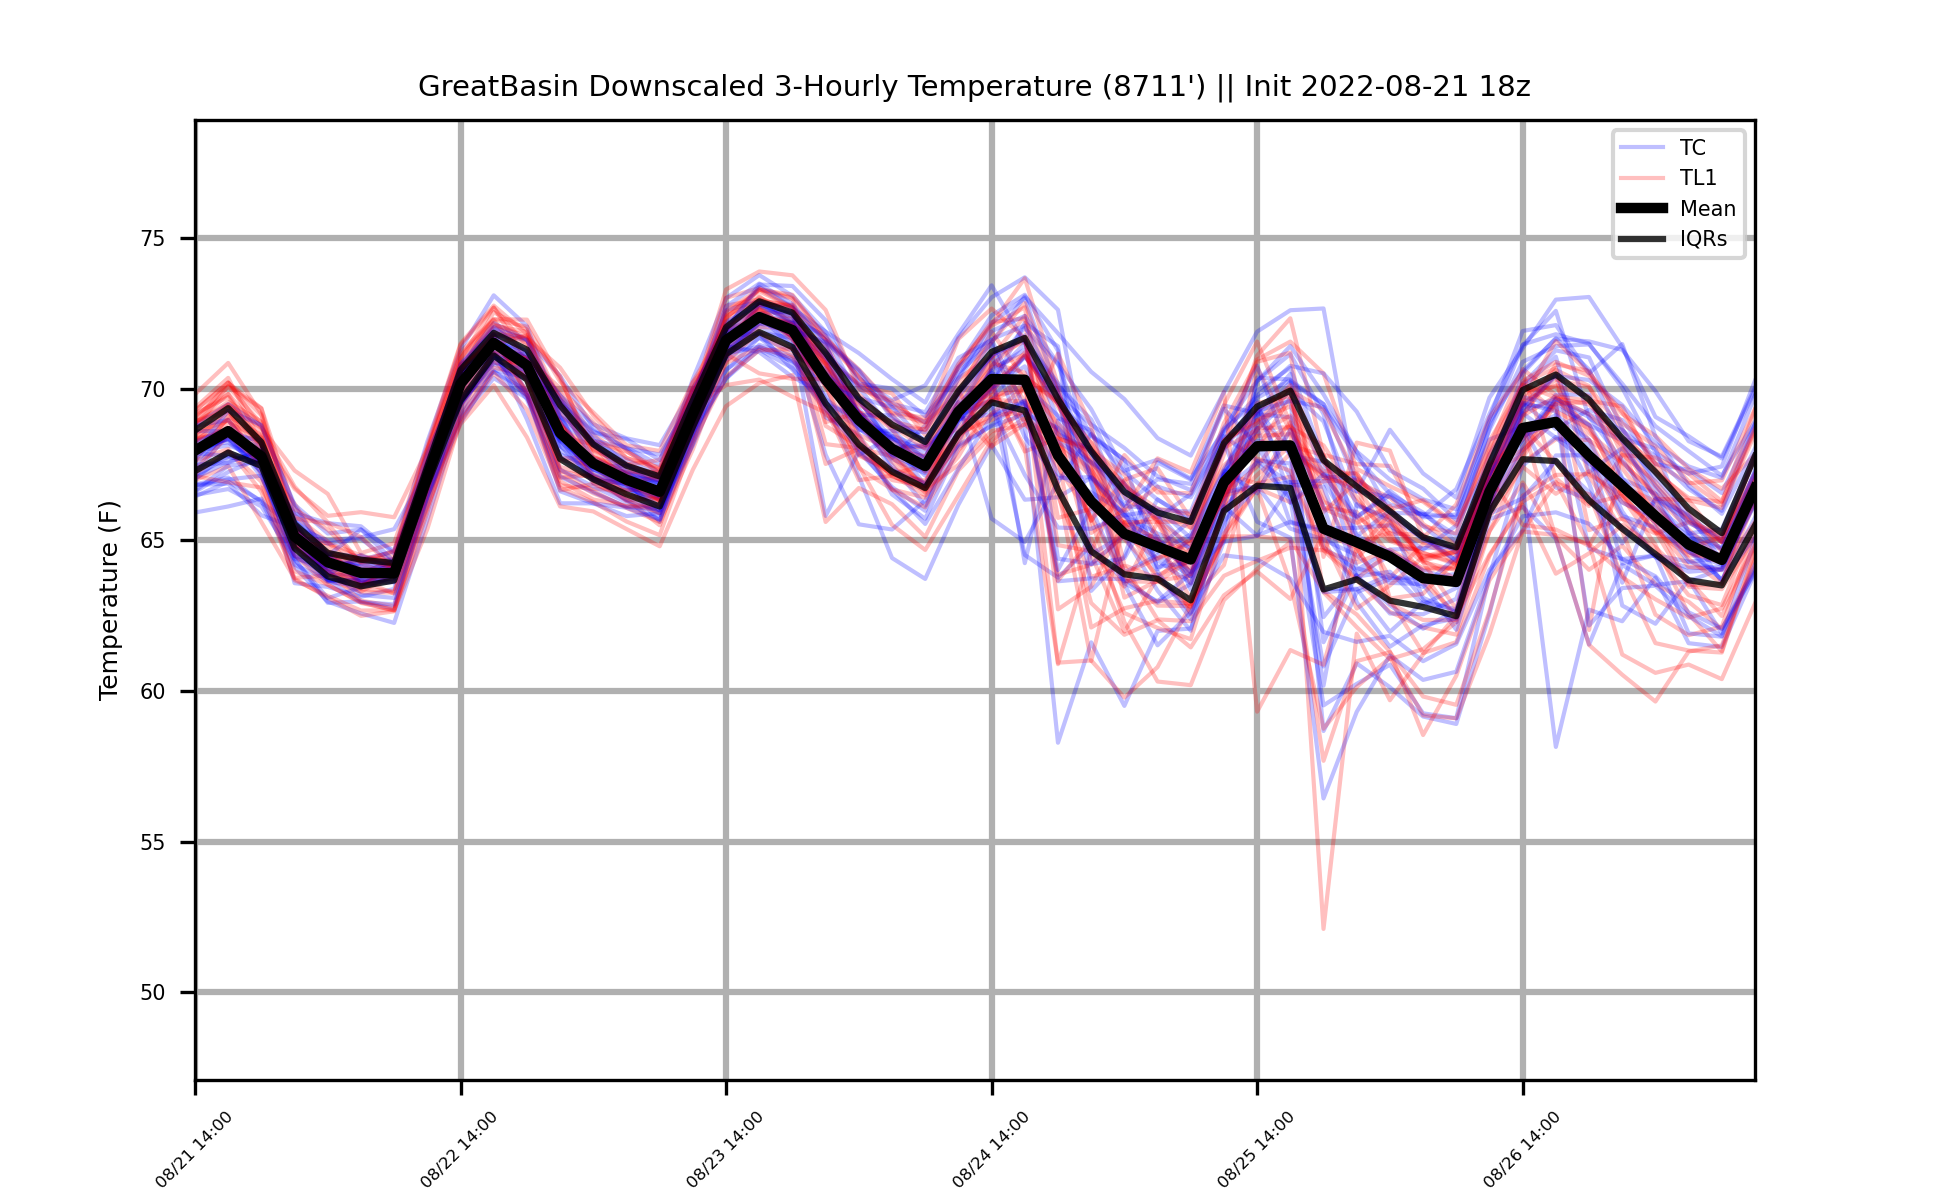 GreatBasin Downscaled 3-Hourly Temperature (8711') || Init 2022-08-21 18z
TC
TL1
Mean
IQRs
Temperature (F)
75
70
65
60
55
50
08/21 14:00
08/22 14:00
08/23 14:00
08/24 14:00
08/25 14:00
08/26 14:00